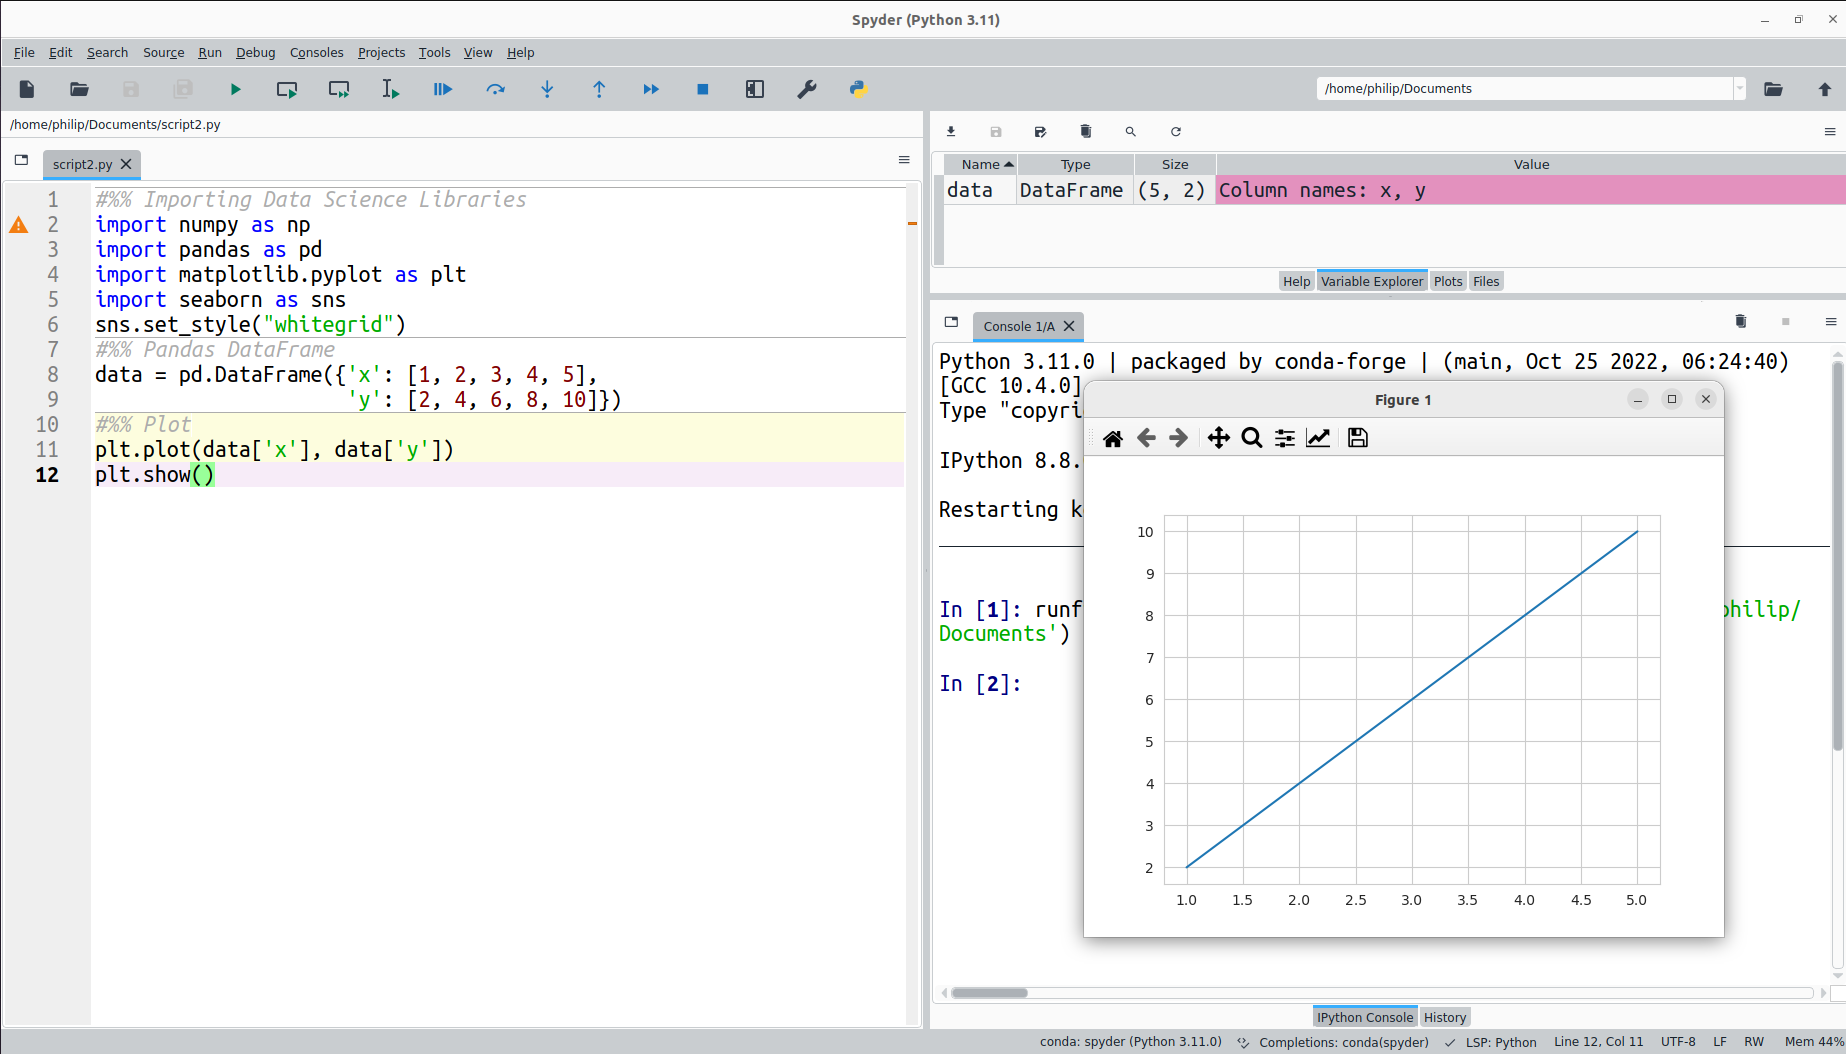 Spyder (Python 3.11)
File Edit Search Source Run Debug Consoles Projects Tools View Help
/home/philip/Documents
/home/philip/Documents/script2.py
script2.py
1 #%% Importing Data Science Libraries
2 import numpy as np
3 import pandas as pd
4 import matplotlib.pyplot as plt
5 import seaborn as sns
6 sns.set_style("whitegrid")
7 #%% Pandas DataFrame
8 data = pd.DataFrame({'x': [1, 2, 3, 4, 5],
9 'y': [2, 4, 6, 8, 10]})
10 #%% Plot
11 plt.plot(data['x'], data['y'])
12 plt.show()
Name Type Size Value
data DataFrame (5, 2) Column names: x, y
Help Variable Explorer Plots Files
Console 1/A
Python 3.11.0 | packaged by conda-forge | (main, Oct 25 2022, 06:24:40)
[GCC 10.4.0]
Type "copyri
IPython 8.8.
Restarting k
In [1]: runf philip/
Documents')
In [2]:
Figure 1
10
9
8
7
6
5
4
3
2
1.0 1.5 2.0 2.5 3.0 3.5 4.0 4.5 5.0
IPython Console History
conda: spyder (Python 3.11.0) Completions: conda(spyder) LSP: Python Line 12, Col 11 UTF-8 LF RW Mem 44%